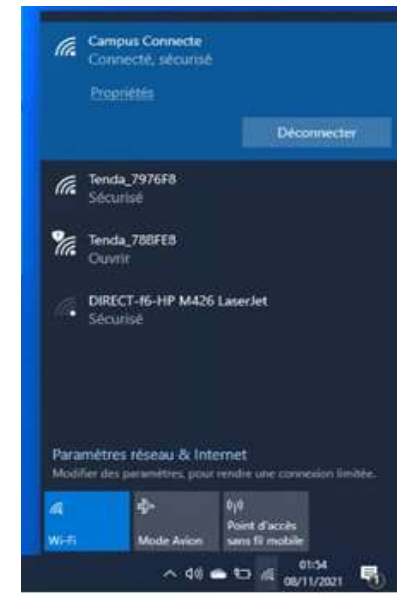 Campus Connecte
Connecté, sécurisé
Propriétés
Déconnecter
Tenda_7976F8
Sécurisé
Tenda_788FE8
Ouvrir
DIRECT-f6-HP M426 LaserJet
Sécurisé
Paramètres réseau & Internet
Modifier des paramètres, pour rendre une connexion limitée.
Wi-Fi
Mode Avion
Point d'accès
sans fil mobile
01:54
08/11/2021
1